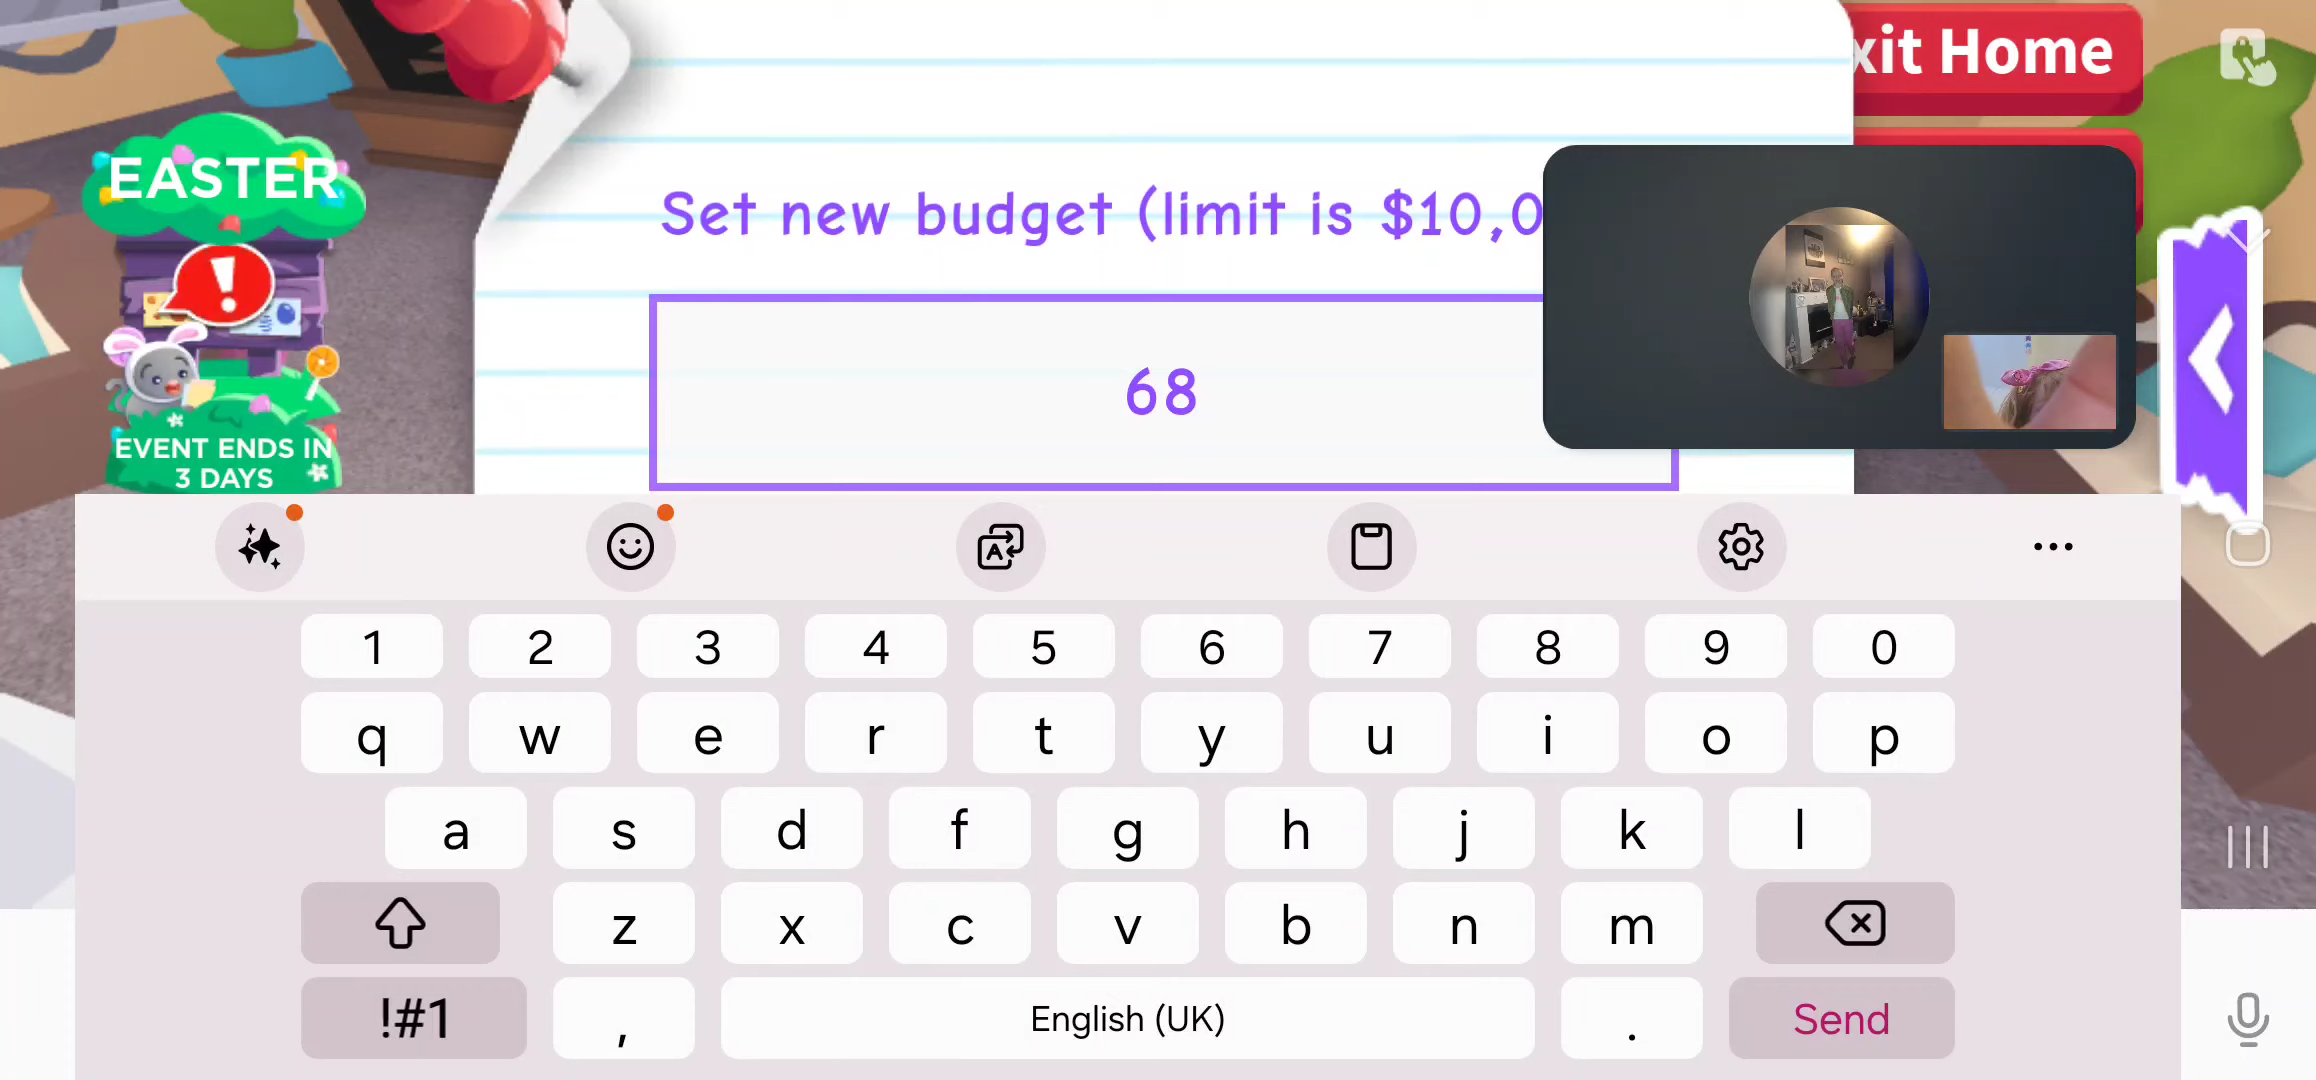 xit Home
EASTER
!
EVENT ENDS IN
3 DAYS
Set new budget (limit is $10,0
68
1 2 3 4 5 6 7 8 9 0
q w e r t y u i o p
a s d f g h j k l
z x c v b n m
!#1 , English (UK) . Send